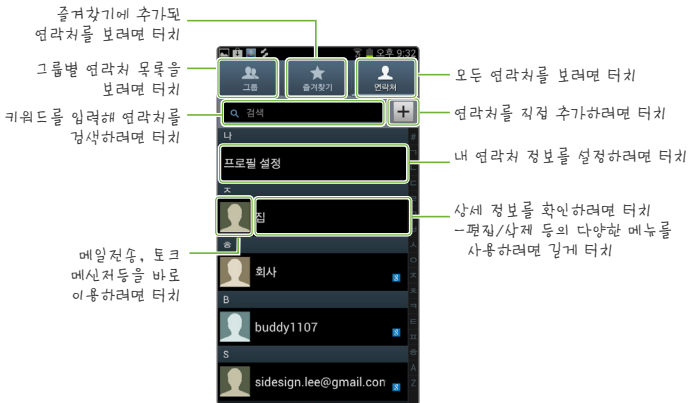 즐겨찾기에 추가된
연락처를 보려면 터치
그룹별 연락처 목록을
보려면 터치
키워드를 입력해 연락처를
검색하려면 터치
메일전송, 토크
메신저등을 바로
이용하려면 터치
오후 9:32
그룹
즐겨찾기
연락처
검색
+
나
프로필 설정
ㅈ
집
ㅎ
회사
B
buddy1107
S
sidesign.lee@gmail.com
모든 연락처를 보려면 터치
연락처를 직접 추가하려면 터치
내 연락처 정보를 설정하려면 터치
상세 정보를 확인하려면 터치
-편집/삭제 등의 다양한 메뉴를
사용하려면 길게 터치